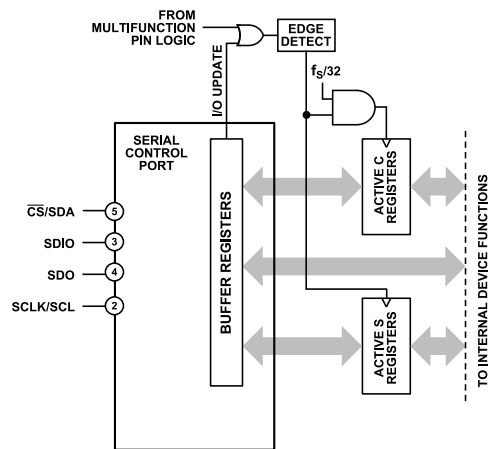 FROM
MULTIFUNCTION
PIN LOGIC
EDGE
DETECT
I/O UPDATE
fS/32
SERIAL
CONTROL
PORT
BUFFER REGISTERS
ACTIVE C
REGISTERS
CS/SDA
5
SDIO
3
SDO
4
SCLK/SCL
2
ACTIVE S
REGISTERS
TO INTERNAL DEVICE FUNCTIONS